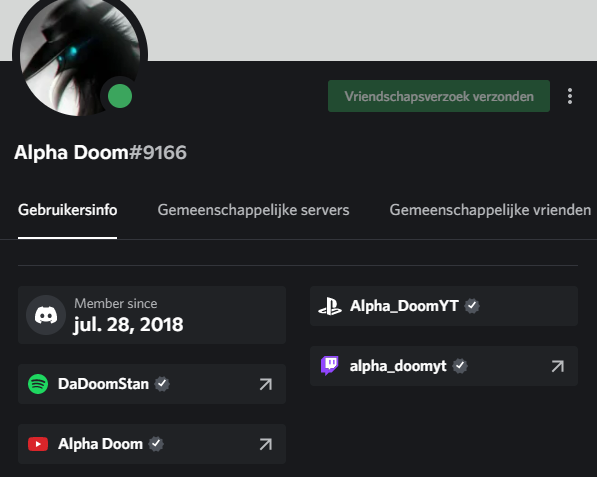 Vriendschapsverzoek verzonden
Alpha Doom#9166
Gebruikersinfo Gemeenschappelijke servers Gemeenschappelijke vrienden
Member since
jul. 28, 2018
DaDoomStan
Alpha Doom
Alpha_DoomYT
alpha_doomyt